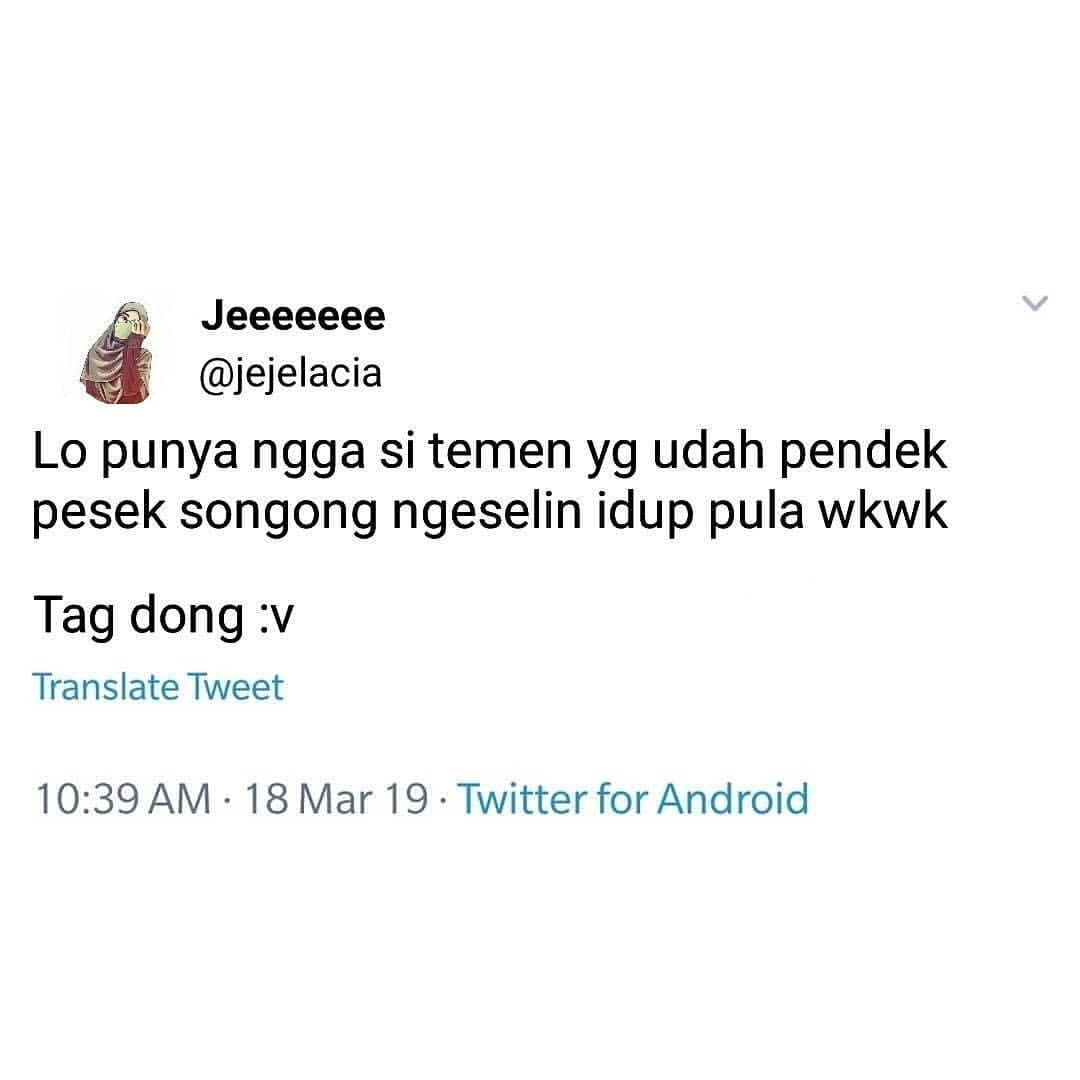 Jeeeeeee
@jejelacia
Lo punya ngga si temen yg udah pendek
pesek songong ngeselin idup pula wkwk
Tag dong :v
Translate Tweet
10:39 AM · 18 Mar 19 · Twitter for Android